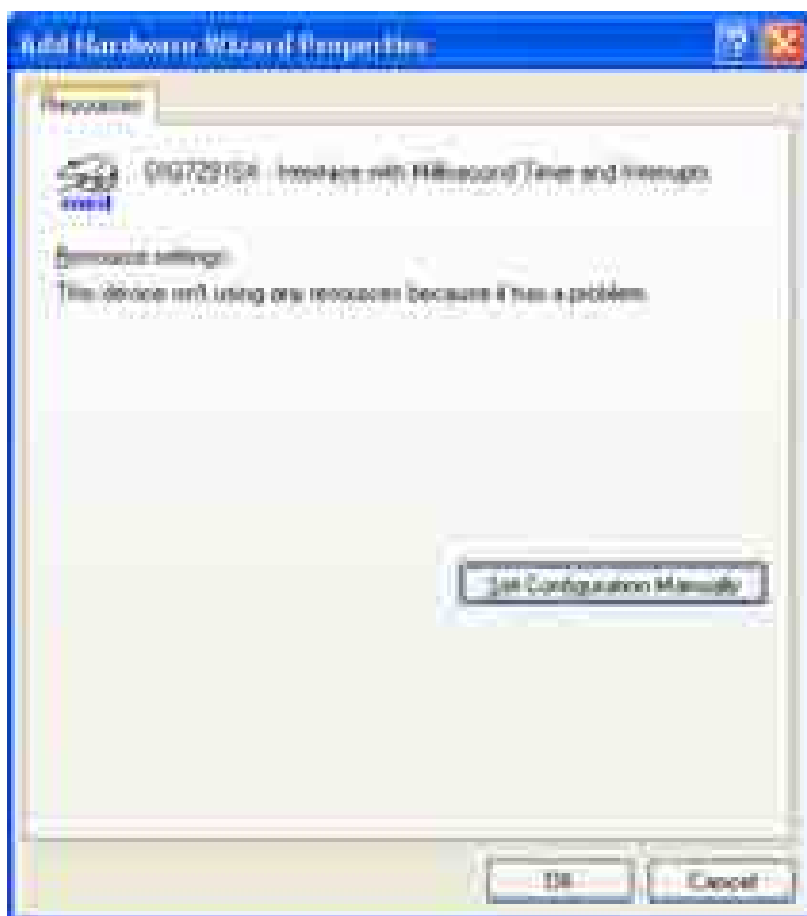 Add Hardware Wizard Properties
Resources
Interface with Millisecond Timer and Interrupts
Resource settings:
This device isn't using any resources because it has a problem.
Set Configuration Manually
OK
Cancel